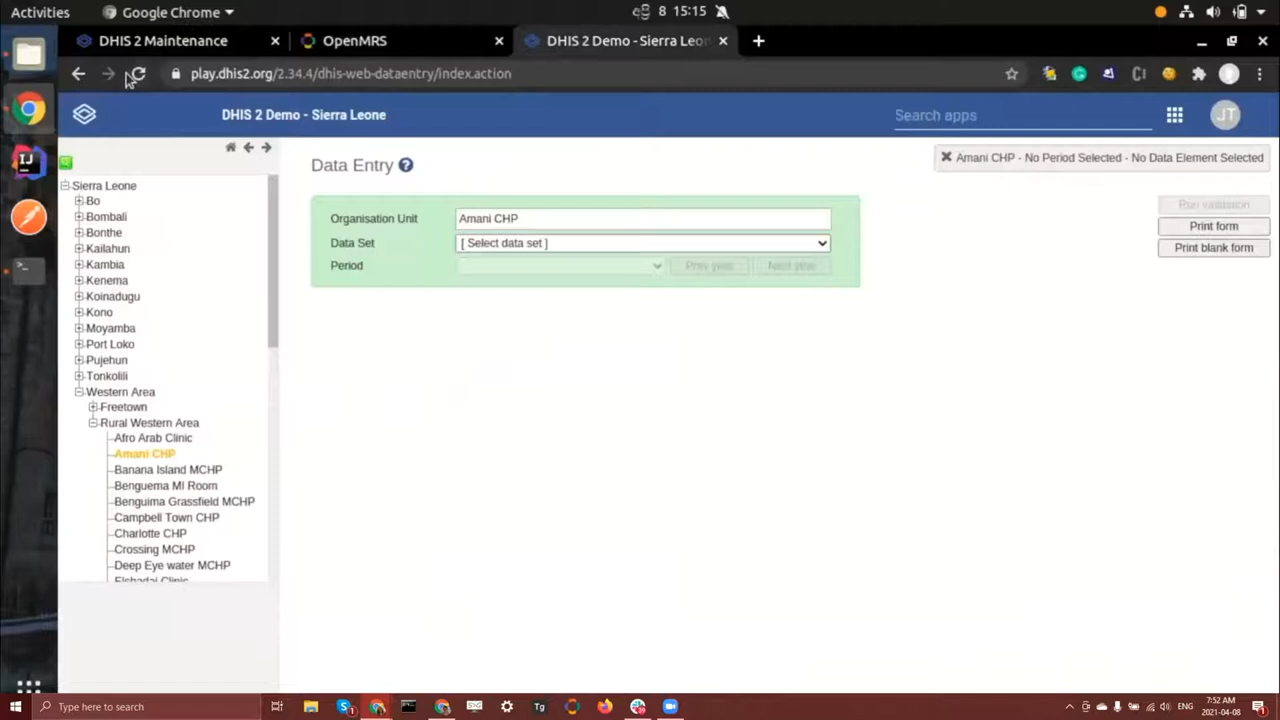 Activities
Google Chrome
8 15:15
DHIS 2 Maintenance
OpenMRS
DHIS 2 Demo - Sierra Leon
play.dhis2.org/2.34.4/dhis-web-dataentry/index.action
DHIS 2 Demo - Sierra Leone
Search apps
JT
Data Entry
Amani CHP - No Period Selected - No Data Element Selected
Sierra Leone
Bo
Bombali
Bonthe
Kailahun
Kambia
Kenema
Koinadugu
Kono
Moyamba
Port Loko
Pujehun
Tonkolili
Western Area
Freetown
Rural Western Area
Afro Arab Clinic
Amani CHP
Banana Island MCHP
Benguema MI Room
Benguima Grassfield MCHP
Campbell Town CHP
Charlotte CHP
Crossing MCHP
Deep Eye water MCHP
Elshadai Clinic
Organisation Unit
Amani CHP
Data Set
[ Select data set ]
Period
Prev year
Next year
Run validation
Print form
Print blank form
Type here to search
Tg
ENG
7:52 AM
2021-04-08